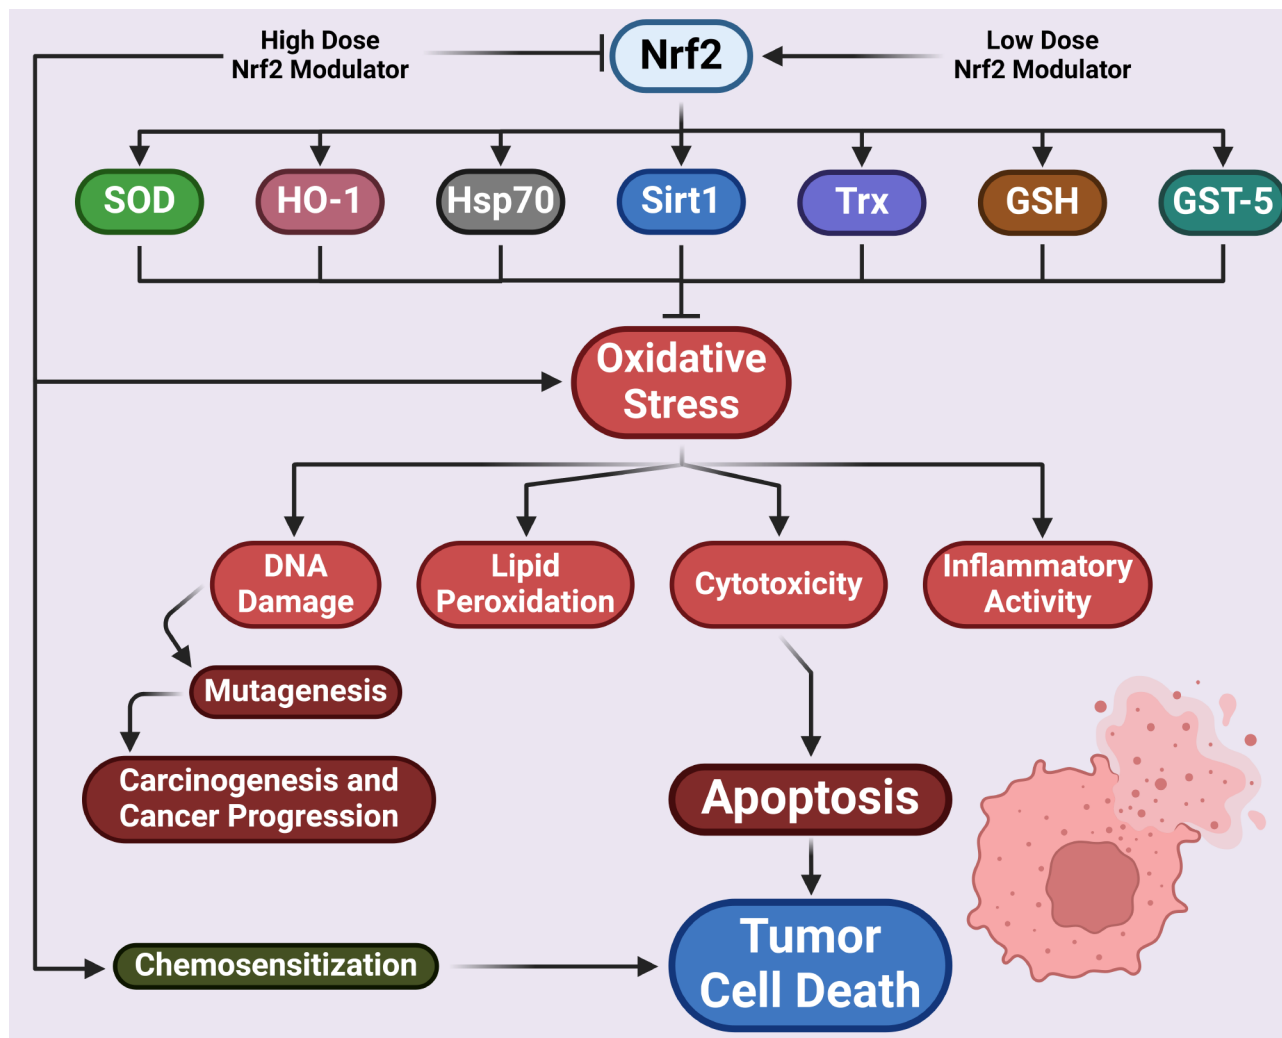 High Dose
Nrf2 Modulator
Nrf2
Low Dose
Nrf2 Modulator
SOD
HO-1
Hsp70
Sirt1
Trx
GSH
GST-5
Oxidative
Stress
DNA
Damage
Lipid
Peroxidation
Cytotoxicity
Inflammatory
Activity
Mutagenesis
Carcinogenesis and
Cancer Progression
Apoptosis
Chemosensitization
Tumor
Cell Death